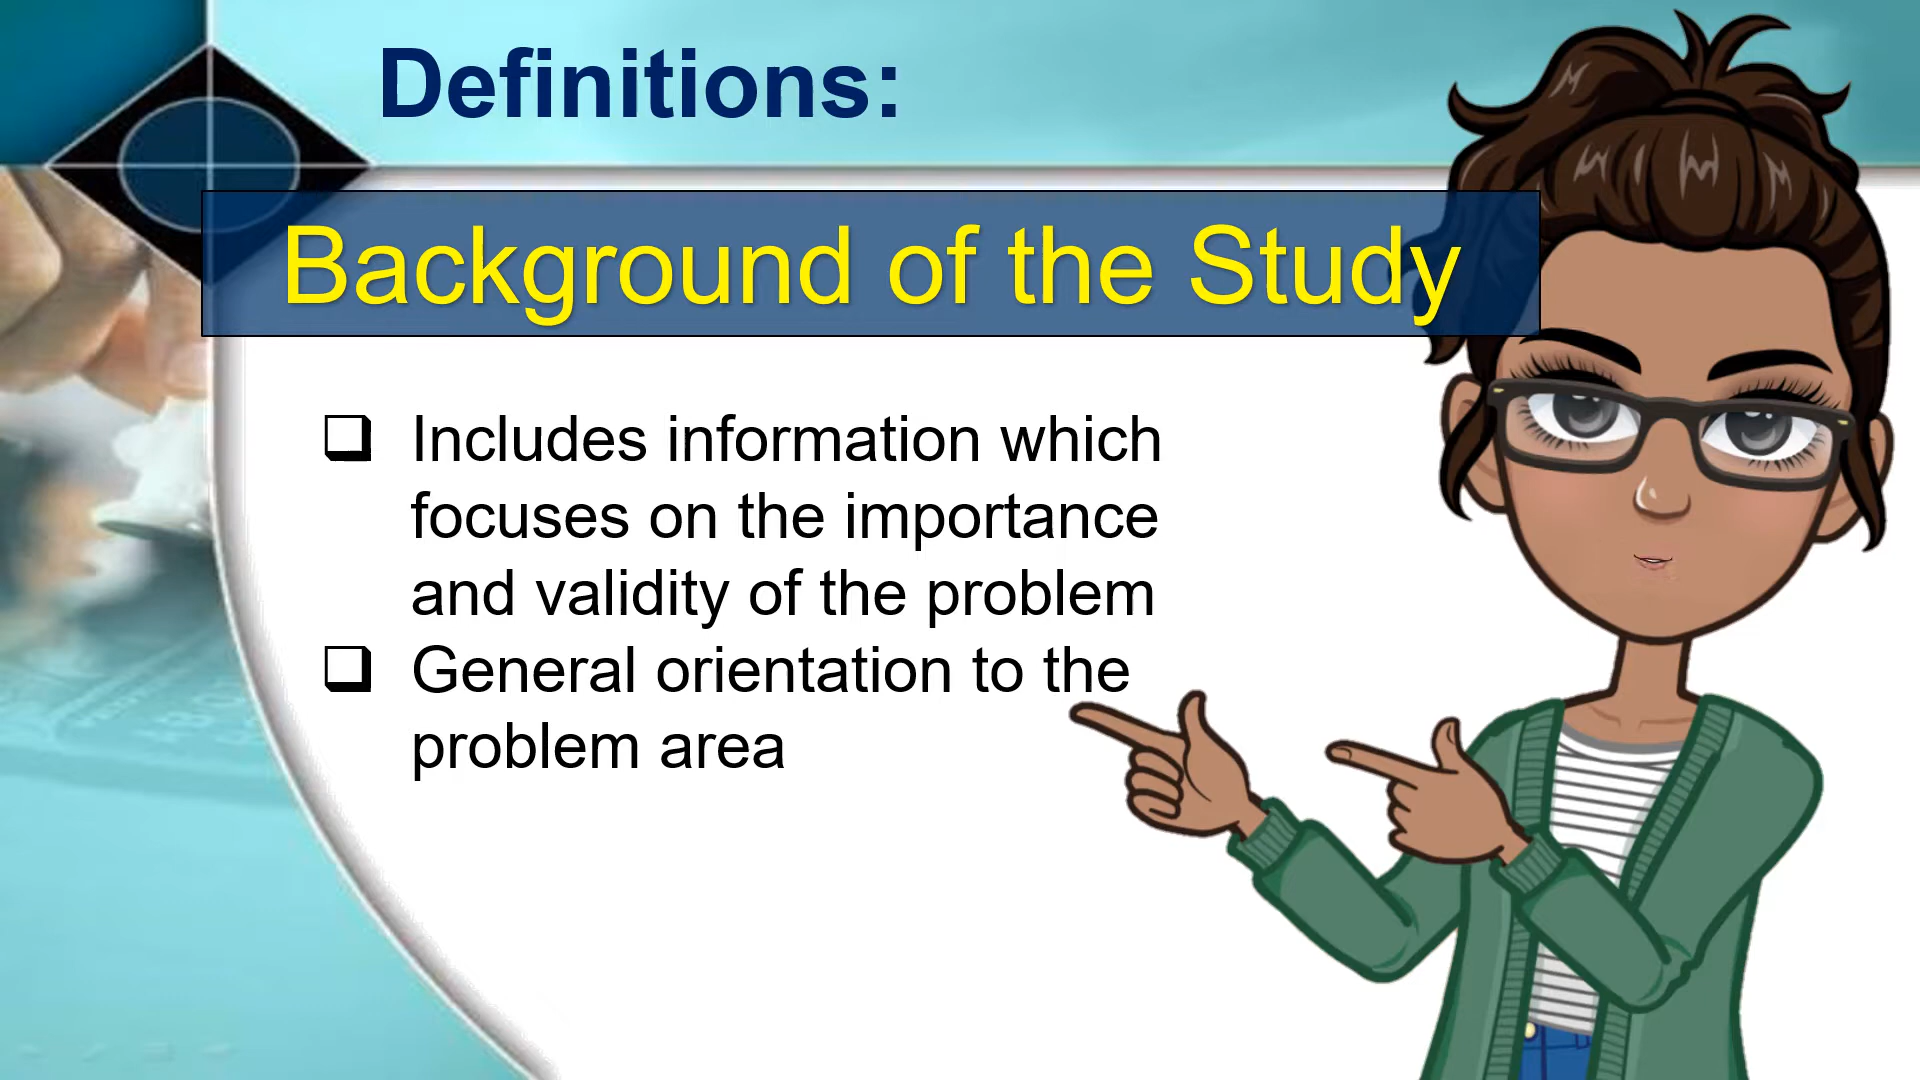 Definitions:
Background of the Study
Includes information which
focuses on the importance
and validity of the problem
General orientation to the
problem area